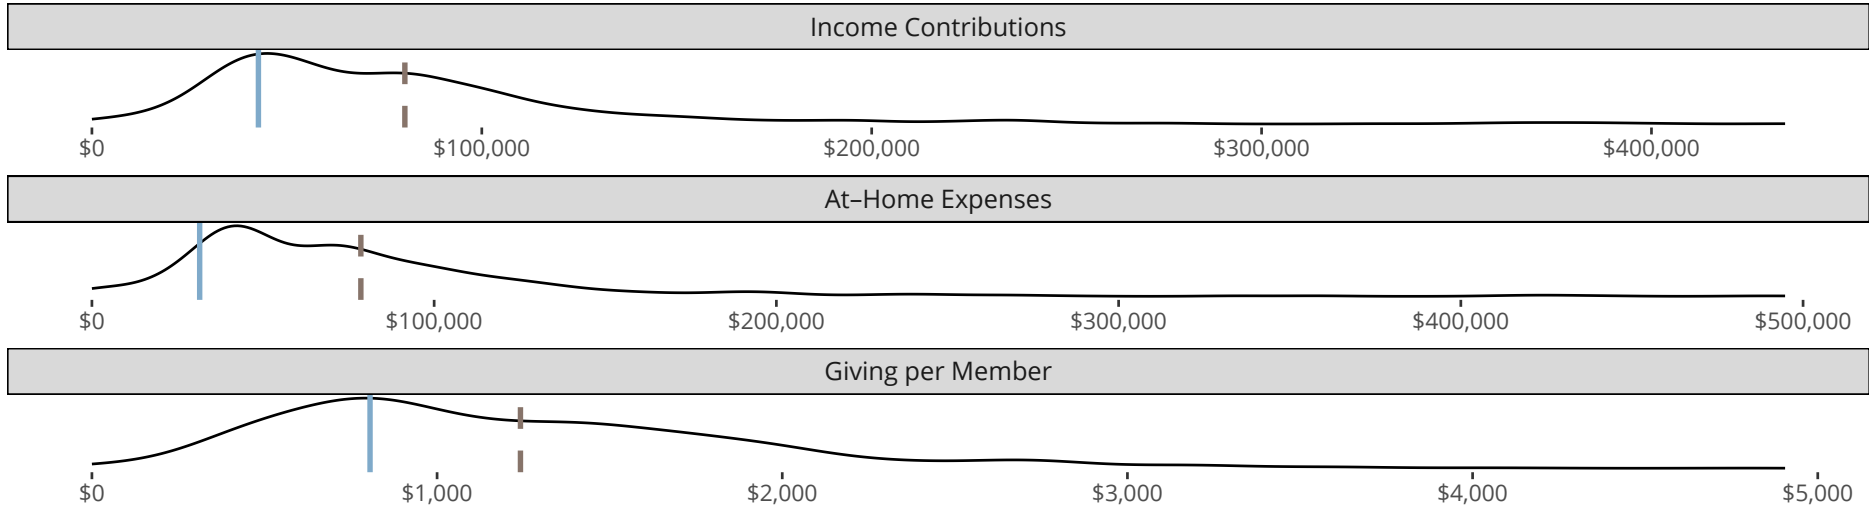 Income Contributions
$0 $100,000 $200,000 $300,000 $400,000
At–Home Expenses
$0 $100,000 $200,000 $300,000 $400,000 $500,000
Giving per Member
$0 $1,000 $2,000 $3,000 $4,000 $5,000